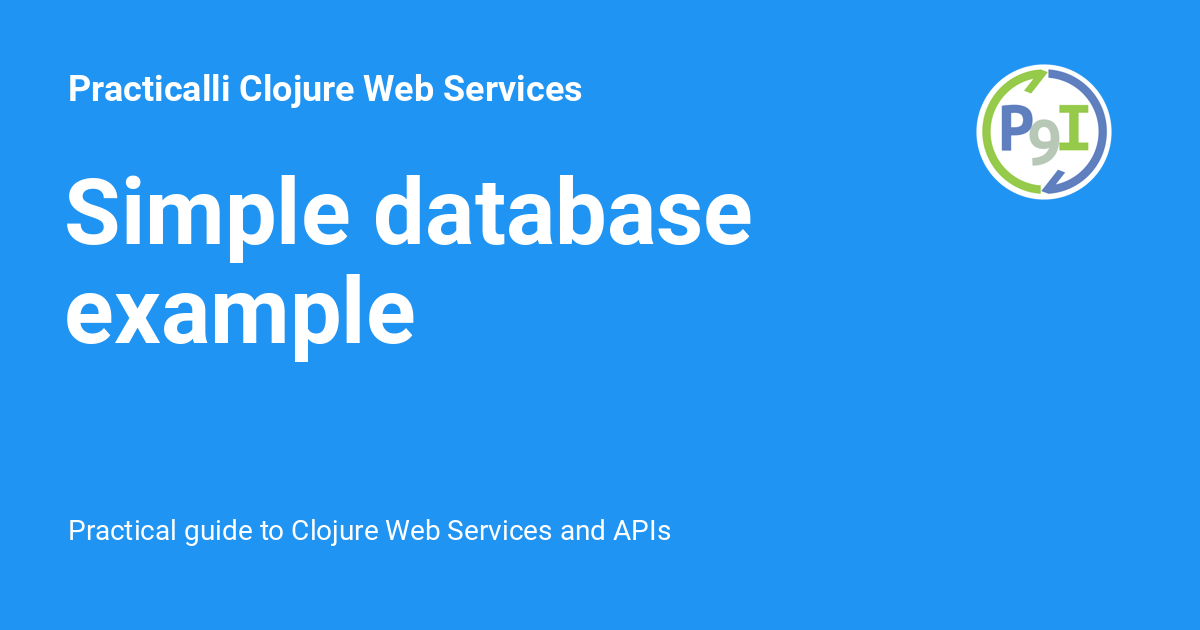 Practicalli Clojure Web Services
P9I
Simple database
example
Practical guide to Clojure Web Services and APIs